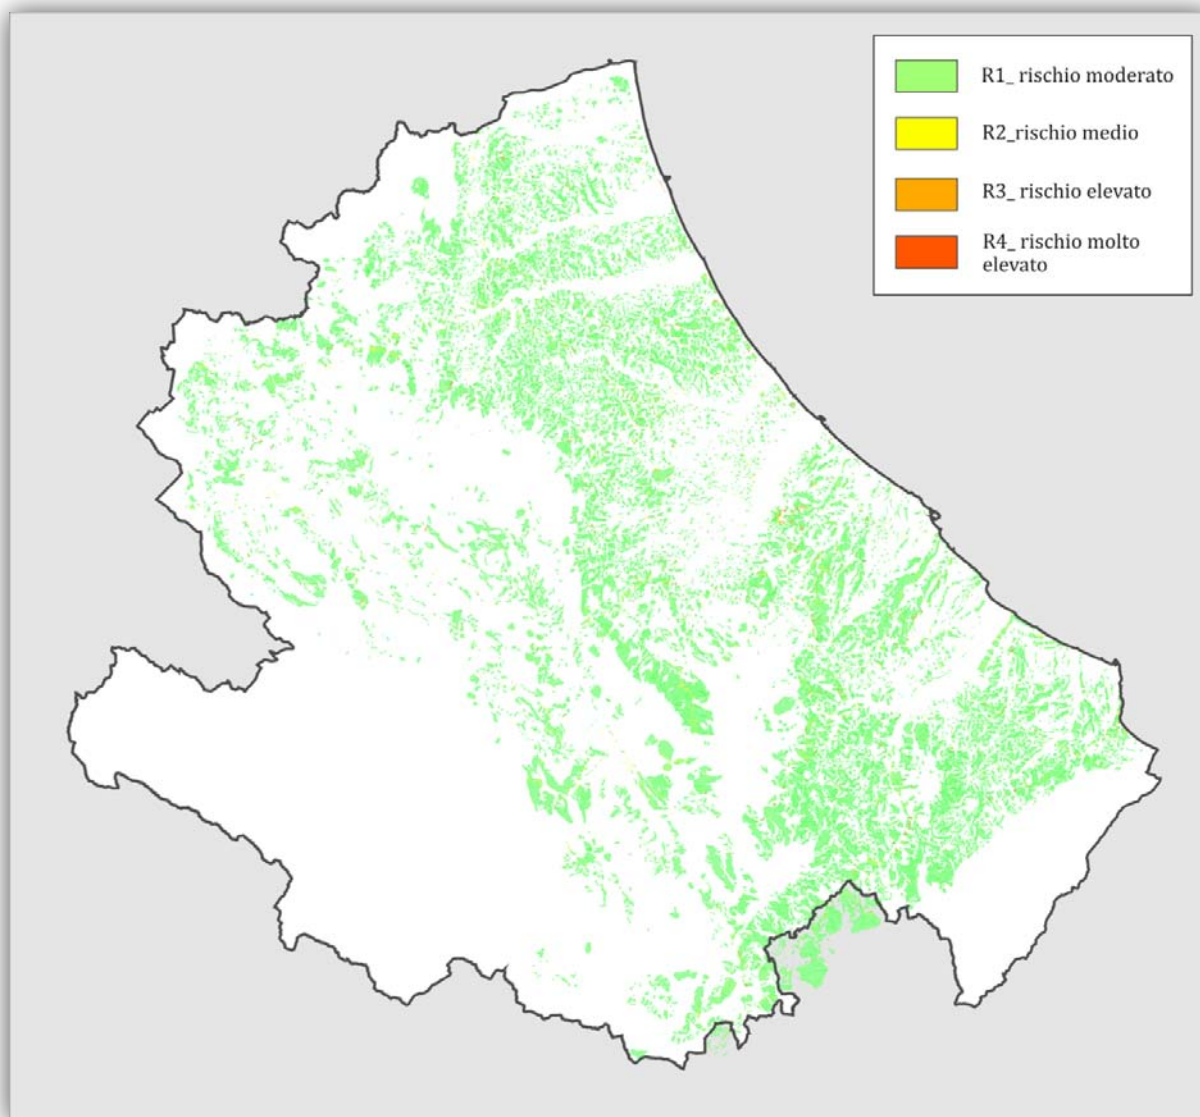 R1_ rischio moderato
R2_rischio medio
R3_ rischio elevato
R4_ rischio molto
elevato